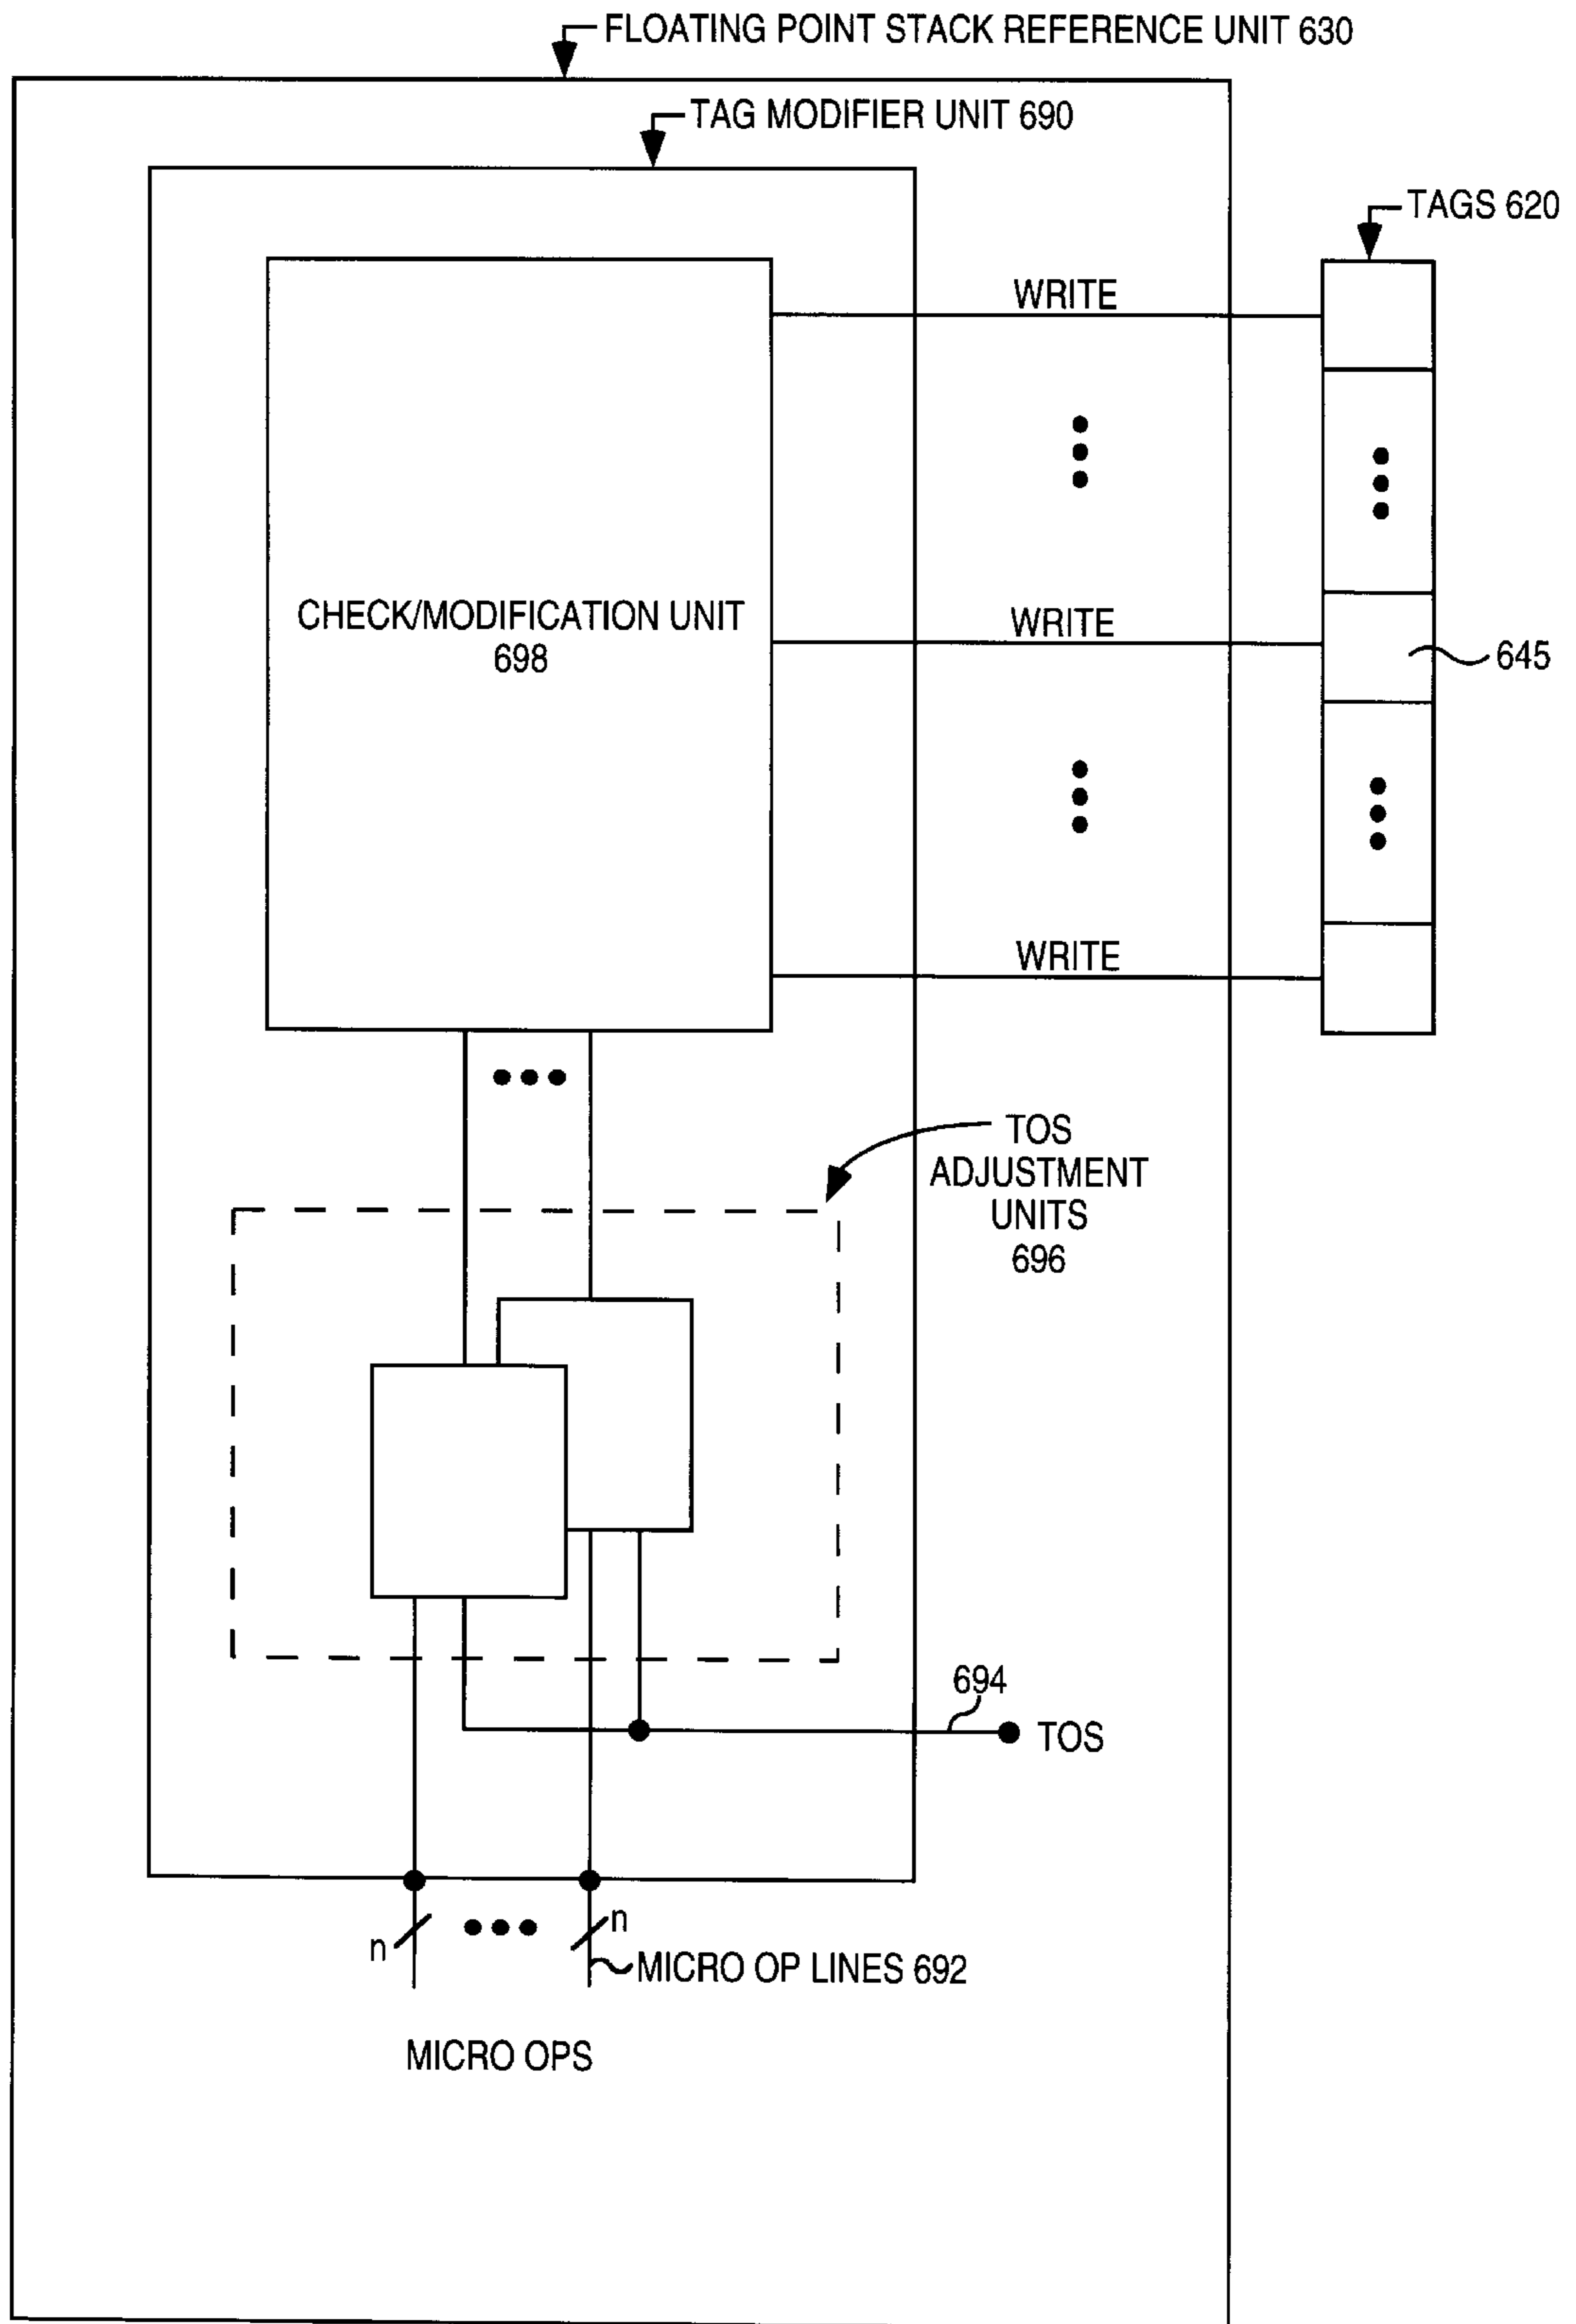 FLOATING POINT STACK REFERENCE UNIT 630
TAG MODIFIER UNIT 690
TAGS 620
WRITE
CHECK/MODIFICATION UNIT
698
WRITE
645
WRITE
TOS
ADJUSTMENT
UNITS
696
694
TOS
n
n
MICRO OP LINES 692
MICRO OPS